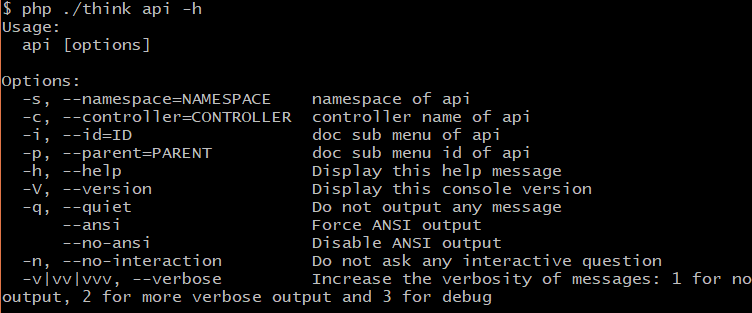 $ php ./think api -h
Usage:
  api [options]

Options:
  -s, --namespace=NAMESPACE    namespace of api
  -c, --controller=CONTROLLER  controller name of api
  -i, --id=ID                  doc sub menu of api
  -p, --parent=PARENT          doc sub menu id of api
  -h, --help                   Display this help message
  -V, --version                Display this console version
  -q, --quiet                  Do not output any message
      --ansi                   Force ANSI output
      --no-ansi                Disable ANSI output
  -n, --no-interaction         Do not ask any interactive question
  -v|vv|vvv, --verbose         Increase the verbosity of messages: 1 for no
output, 2 for more verbose output and 3 for debug